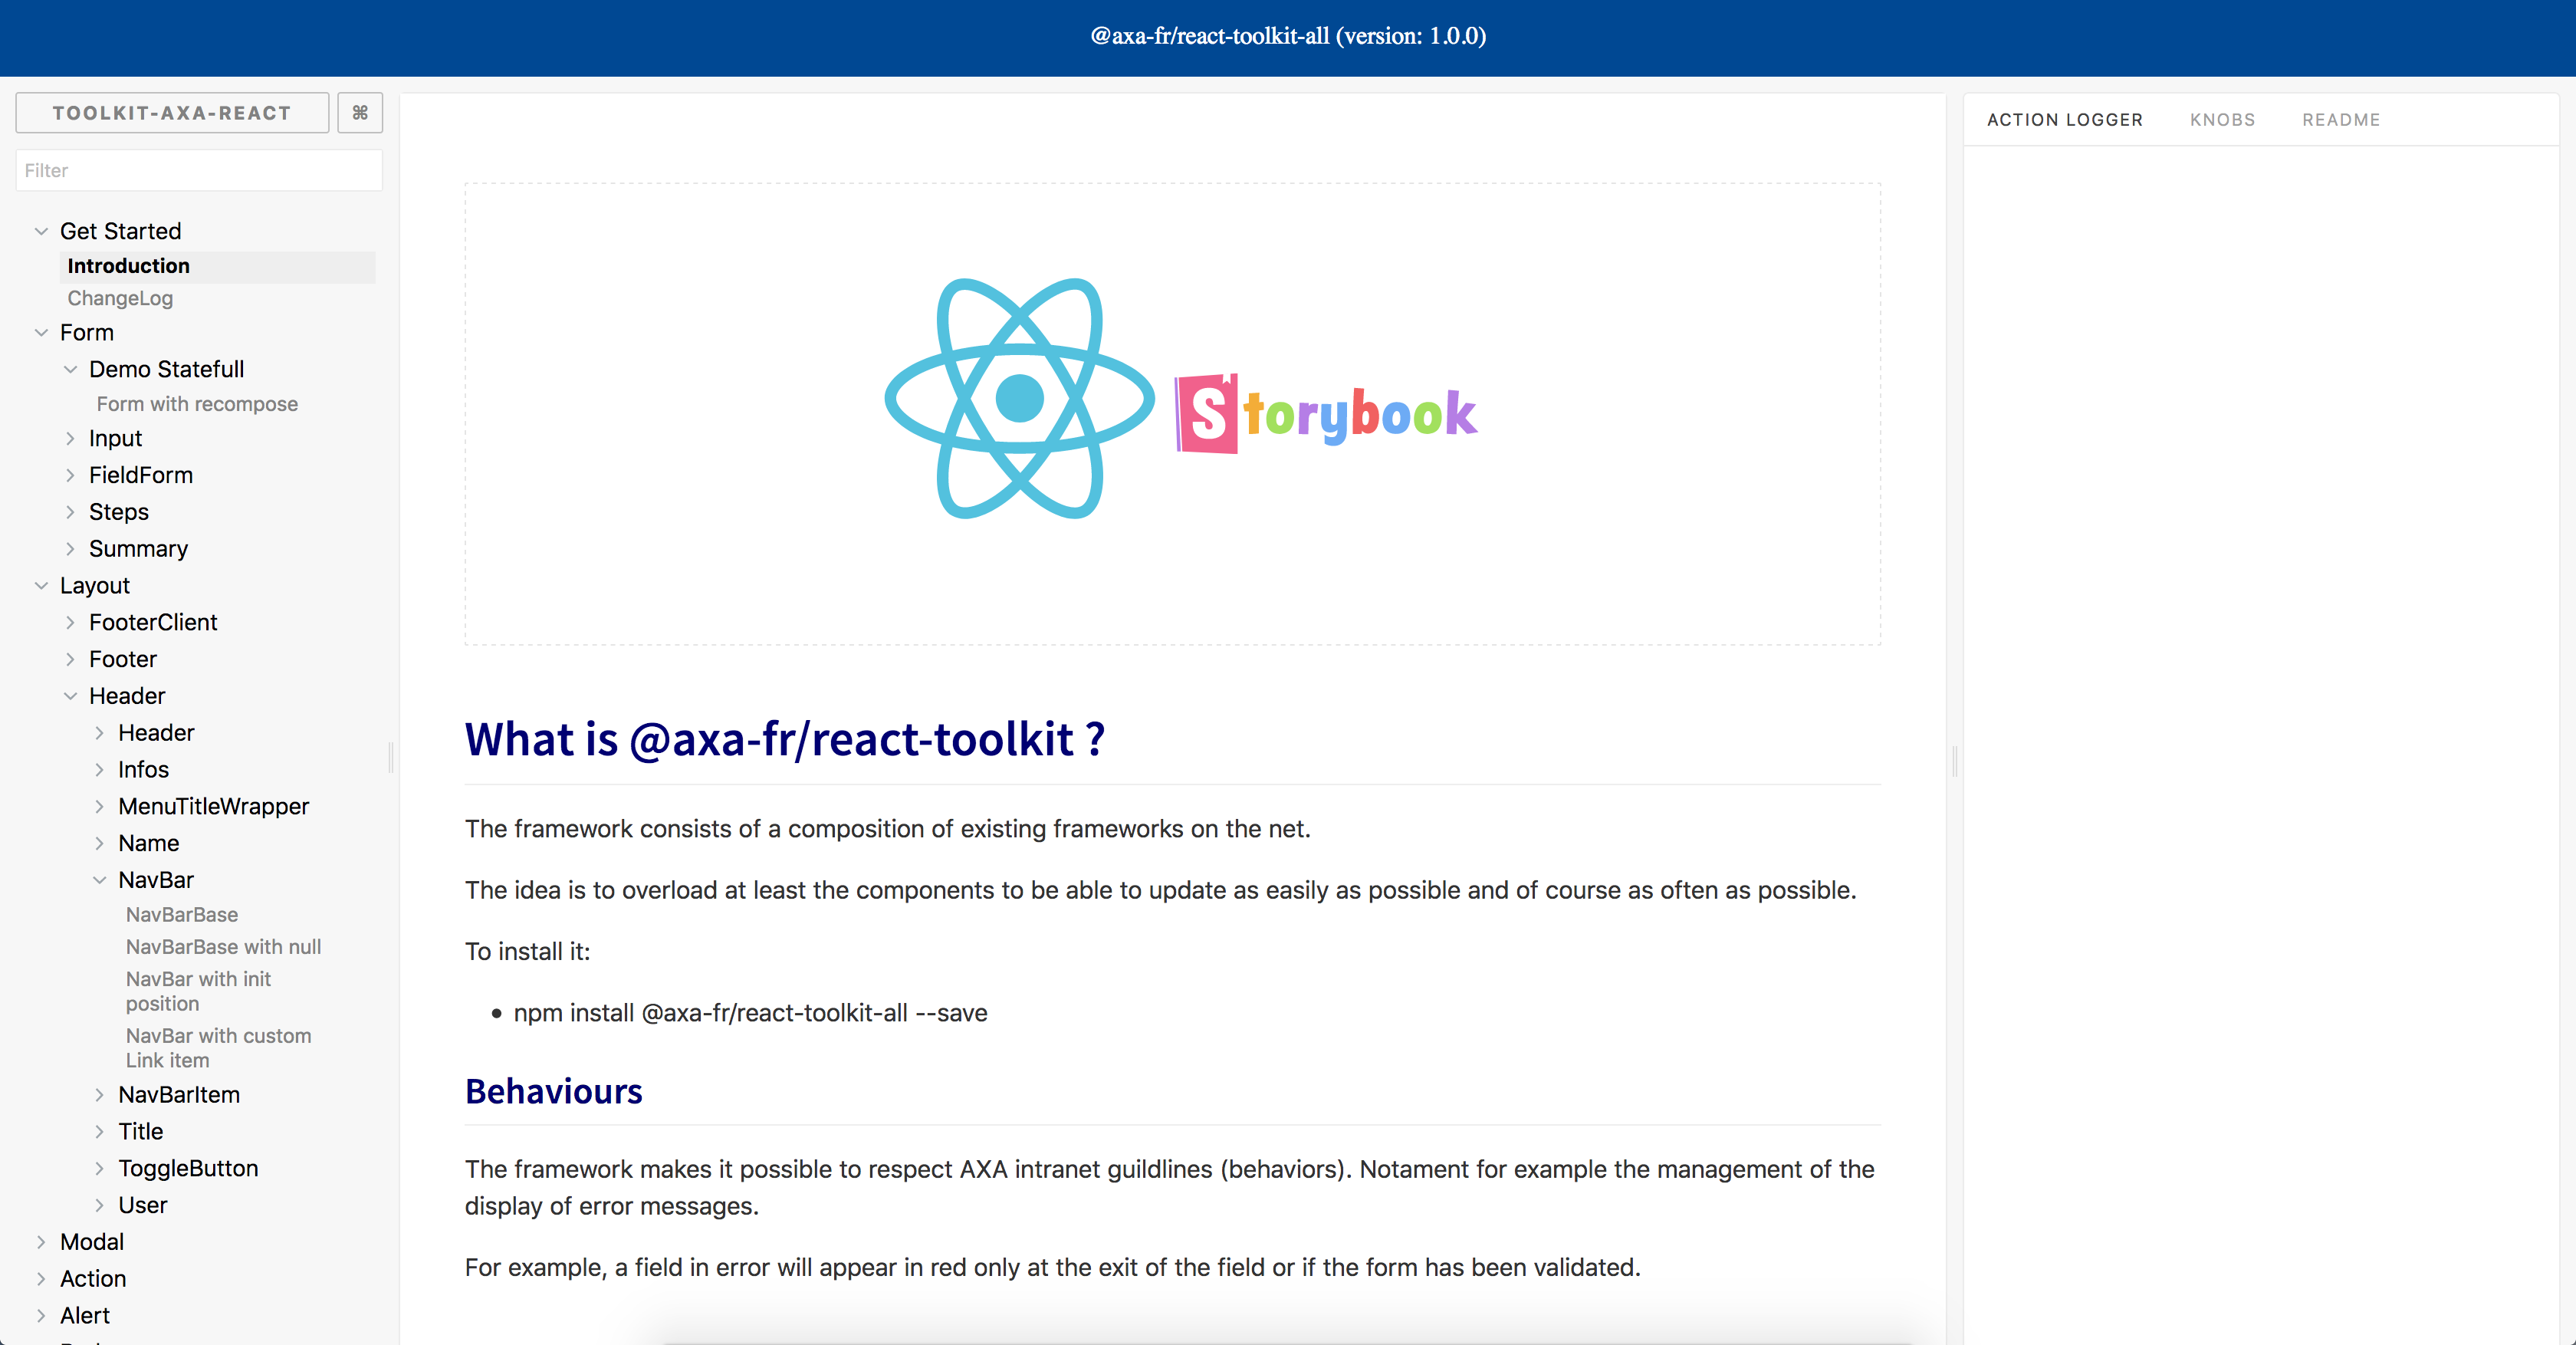 @axa-fr/react-toolkit-all (version: 1.0.0)
TOOLKIT-AXA-REACT
⌘
Filter
Get Started
Introduction
ChangeLog
Form
Demo Statefull
Form with recompose
Input
FieldForm
Steps
Summary
Layout
FooterClient
Footer
Header
Header
Infos
MenuTitleWrapper
Name
NavBar
NavBarBase
NavBarBase with null
NavBar with init
position
NavBar with custom
Link item
NavBarItem
Title
ToggleButton
User
Modal
Action
Alert
Storybook
What is @axa-fr/react-toolkit ?
The framework consists of a composition of existing frameworks on the net.
The idea is to overload at least the components to be able to update as easily as possible and of course as often as possible.
To install it:
• npm install @axa-fr/react-toolkit-all --save
Behaviours
The framework makes it possible to respect AXA intranet guildlines (behaviors). Notament for example the management of the
display of error messages.
For example, a field in error will appear in red only at the exit of the field or if the form has been validated.
ACTION LOGGER
KNOBS
README